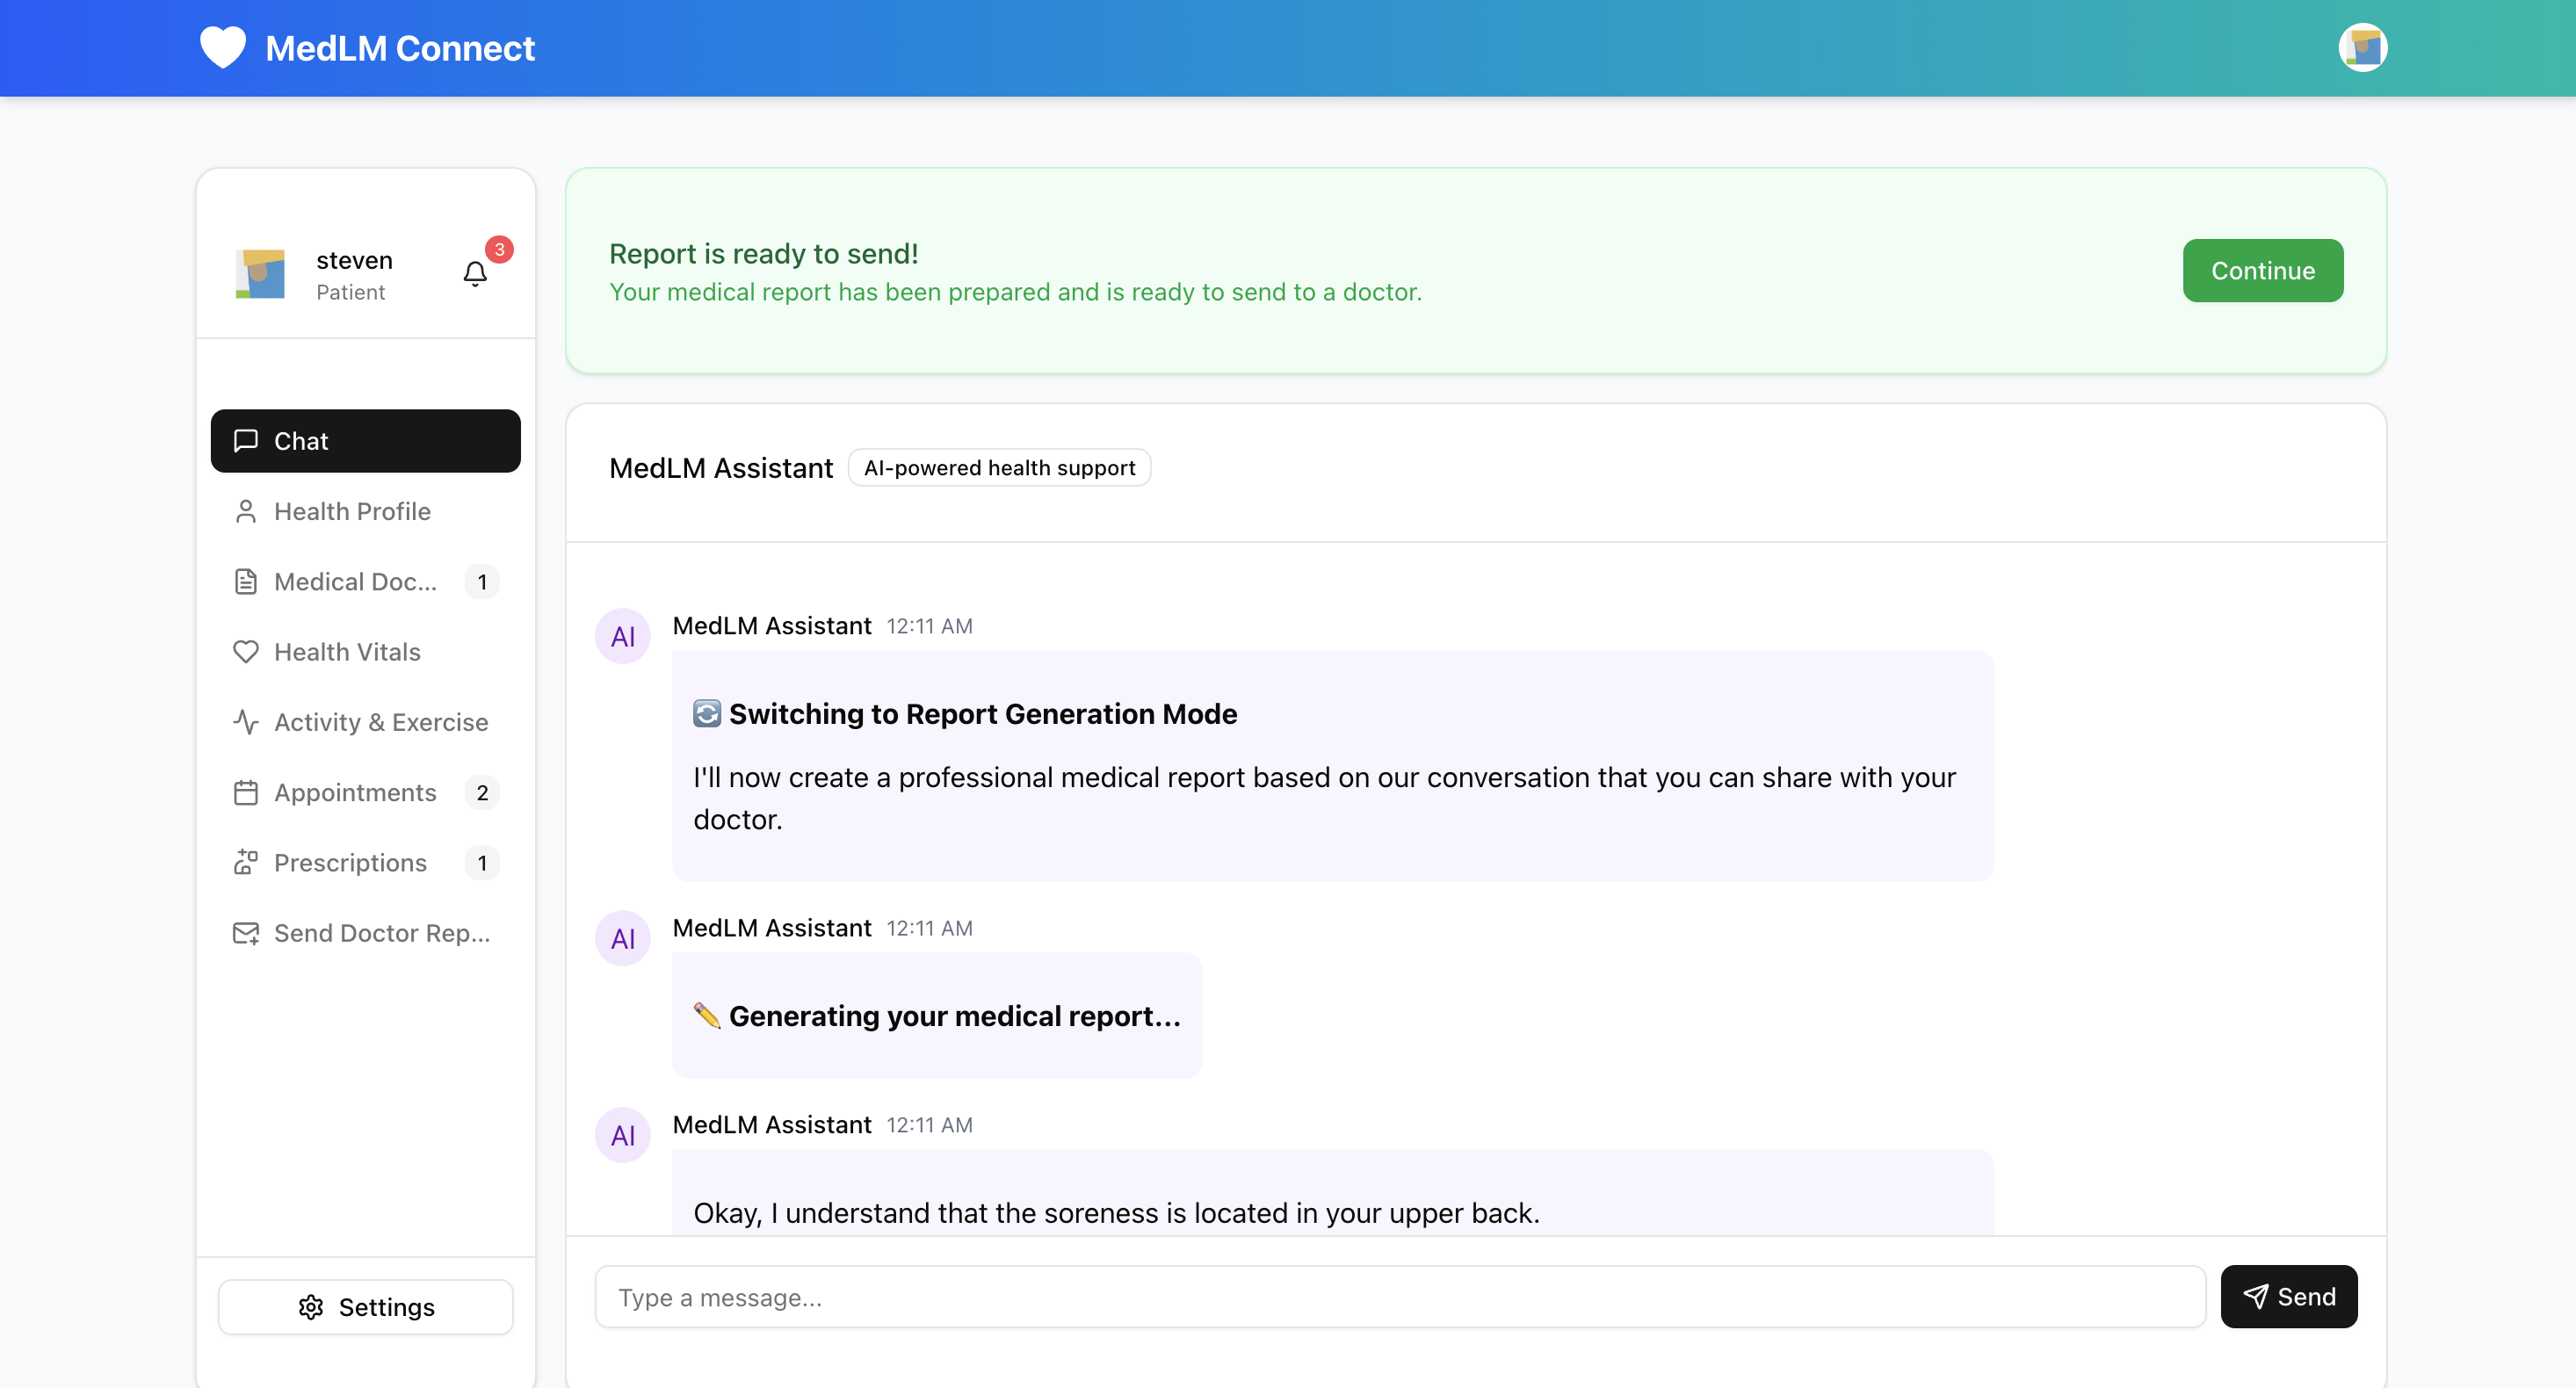 MedLM Connect
steven
3
Patient
Chat
Health Profile
Medical Doc...
1
Health Vitals
Activity & Exercise
Appointments
2
Prescriptions
1
Send Doctor Rep...
Settings
Report is ready to send!
Your medical report has been prepared and is ready to send to a doctor.
Continue
MedLM Assistant
AI-powered health support
AI
MedLM Assistant 12:11 AM
🔄 Switching to Report Generation Mode
I'll now create a professional medical report based on our conversation that you can share with your
doctor.
AI
MedLM Assistant 12:11 AM
✏️ Generating your medical report...
AI
MedLM Assistant 12:11 AM
Okay, I understand that the soreness is located in your upper back.
Type a message...
Send